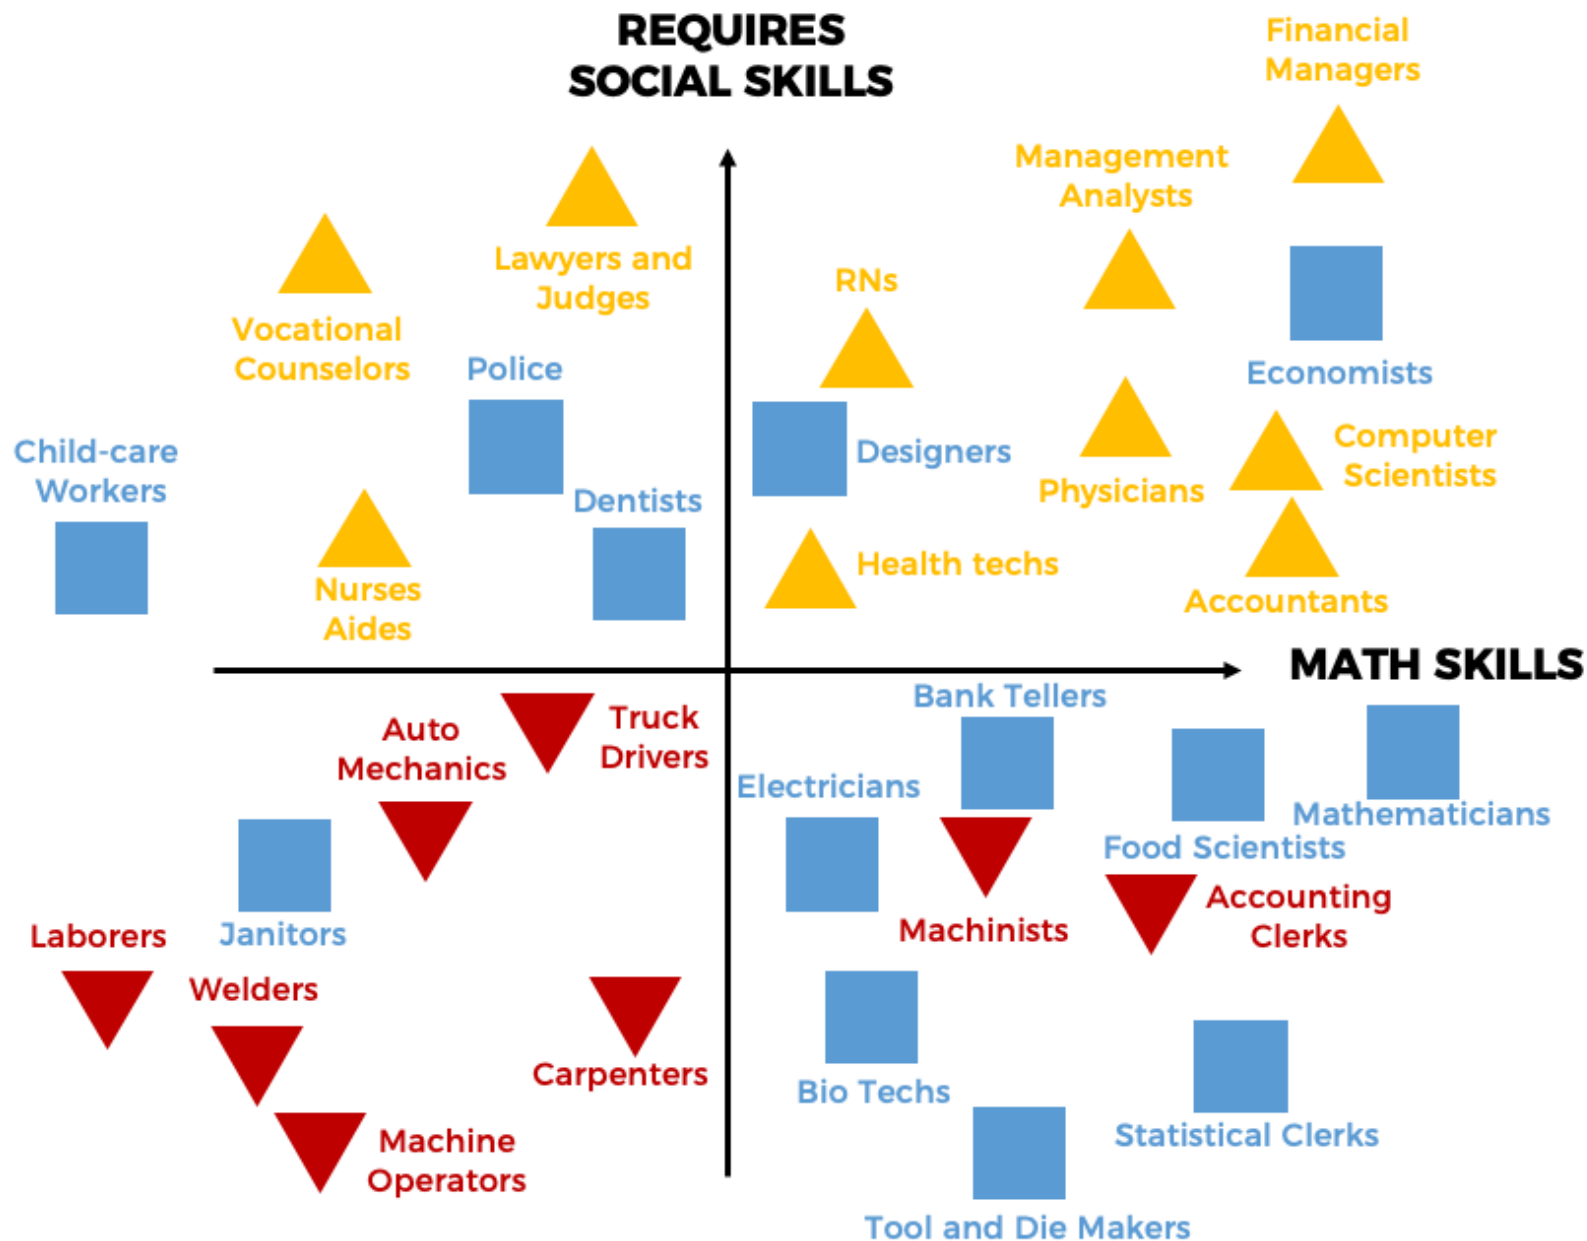 REQUIRES
SOCIAL SKILLS
Financial
Managers
Management
Analysts
Lawyers and
Judges
RNs
Vocational
Counselors
Police
Economists
Child-care
Workers
Designers
Computer
Scientists
Dentists
Physicians
Nurses
Aides
Health techs
Accountants
MATH SKILLS
Bank Tellers
Auto
Mechanics
Truck
Drivers
Electricians
Mathematicians
Food Scientists
Laborers
Janitors
Machinists
Accounting
Clerks
Welders
Carpenters
Bio Techs
Machine
Operators
Statistical Clerks
Tool and Die Makers